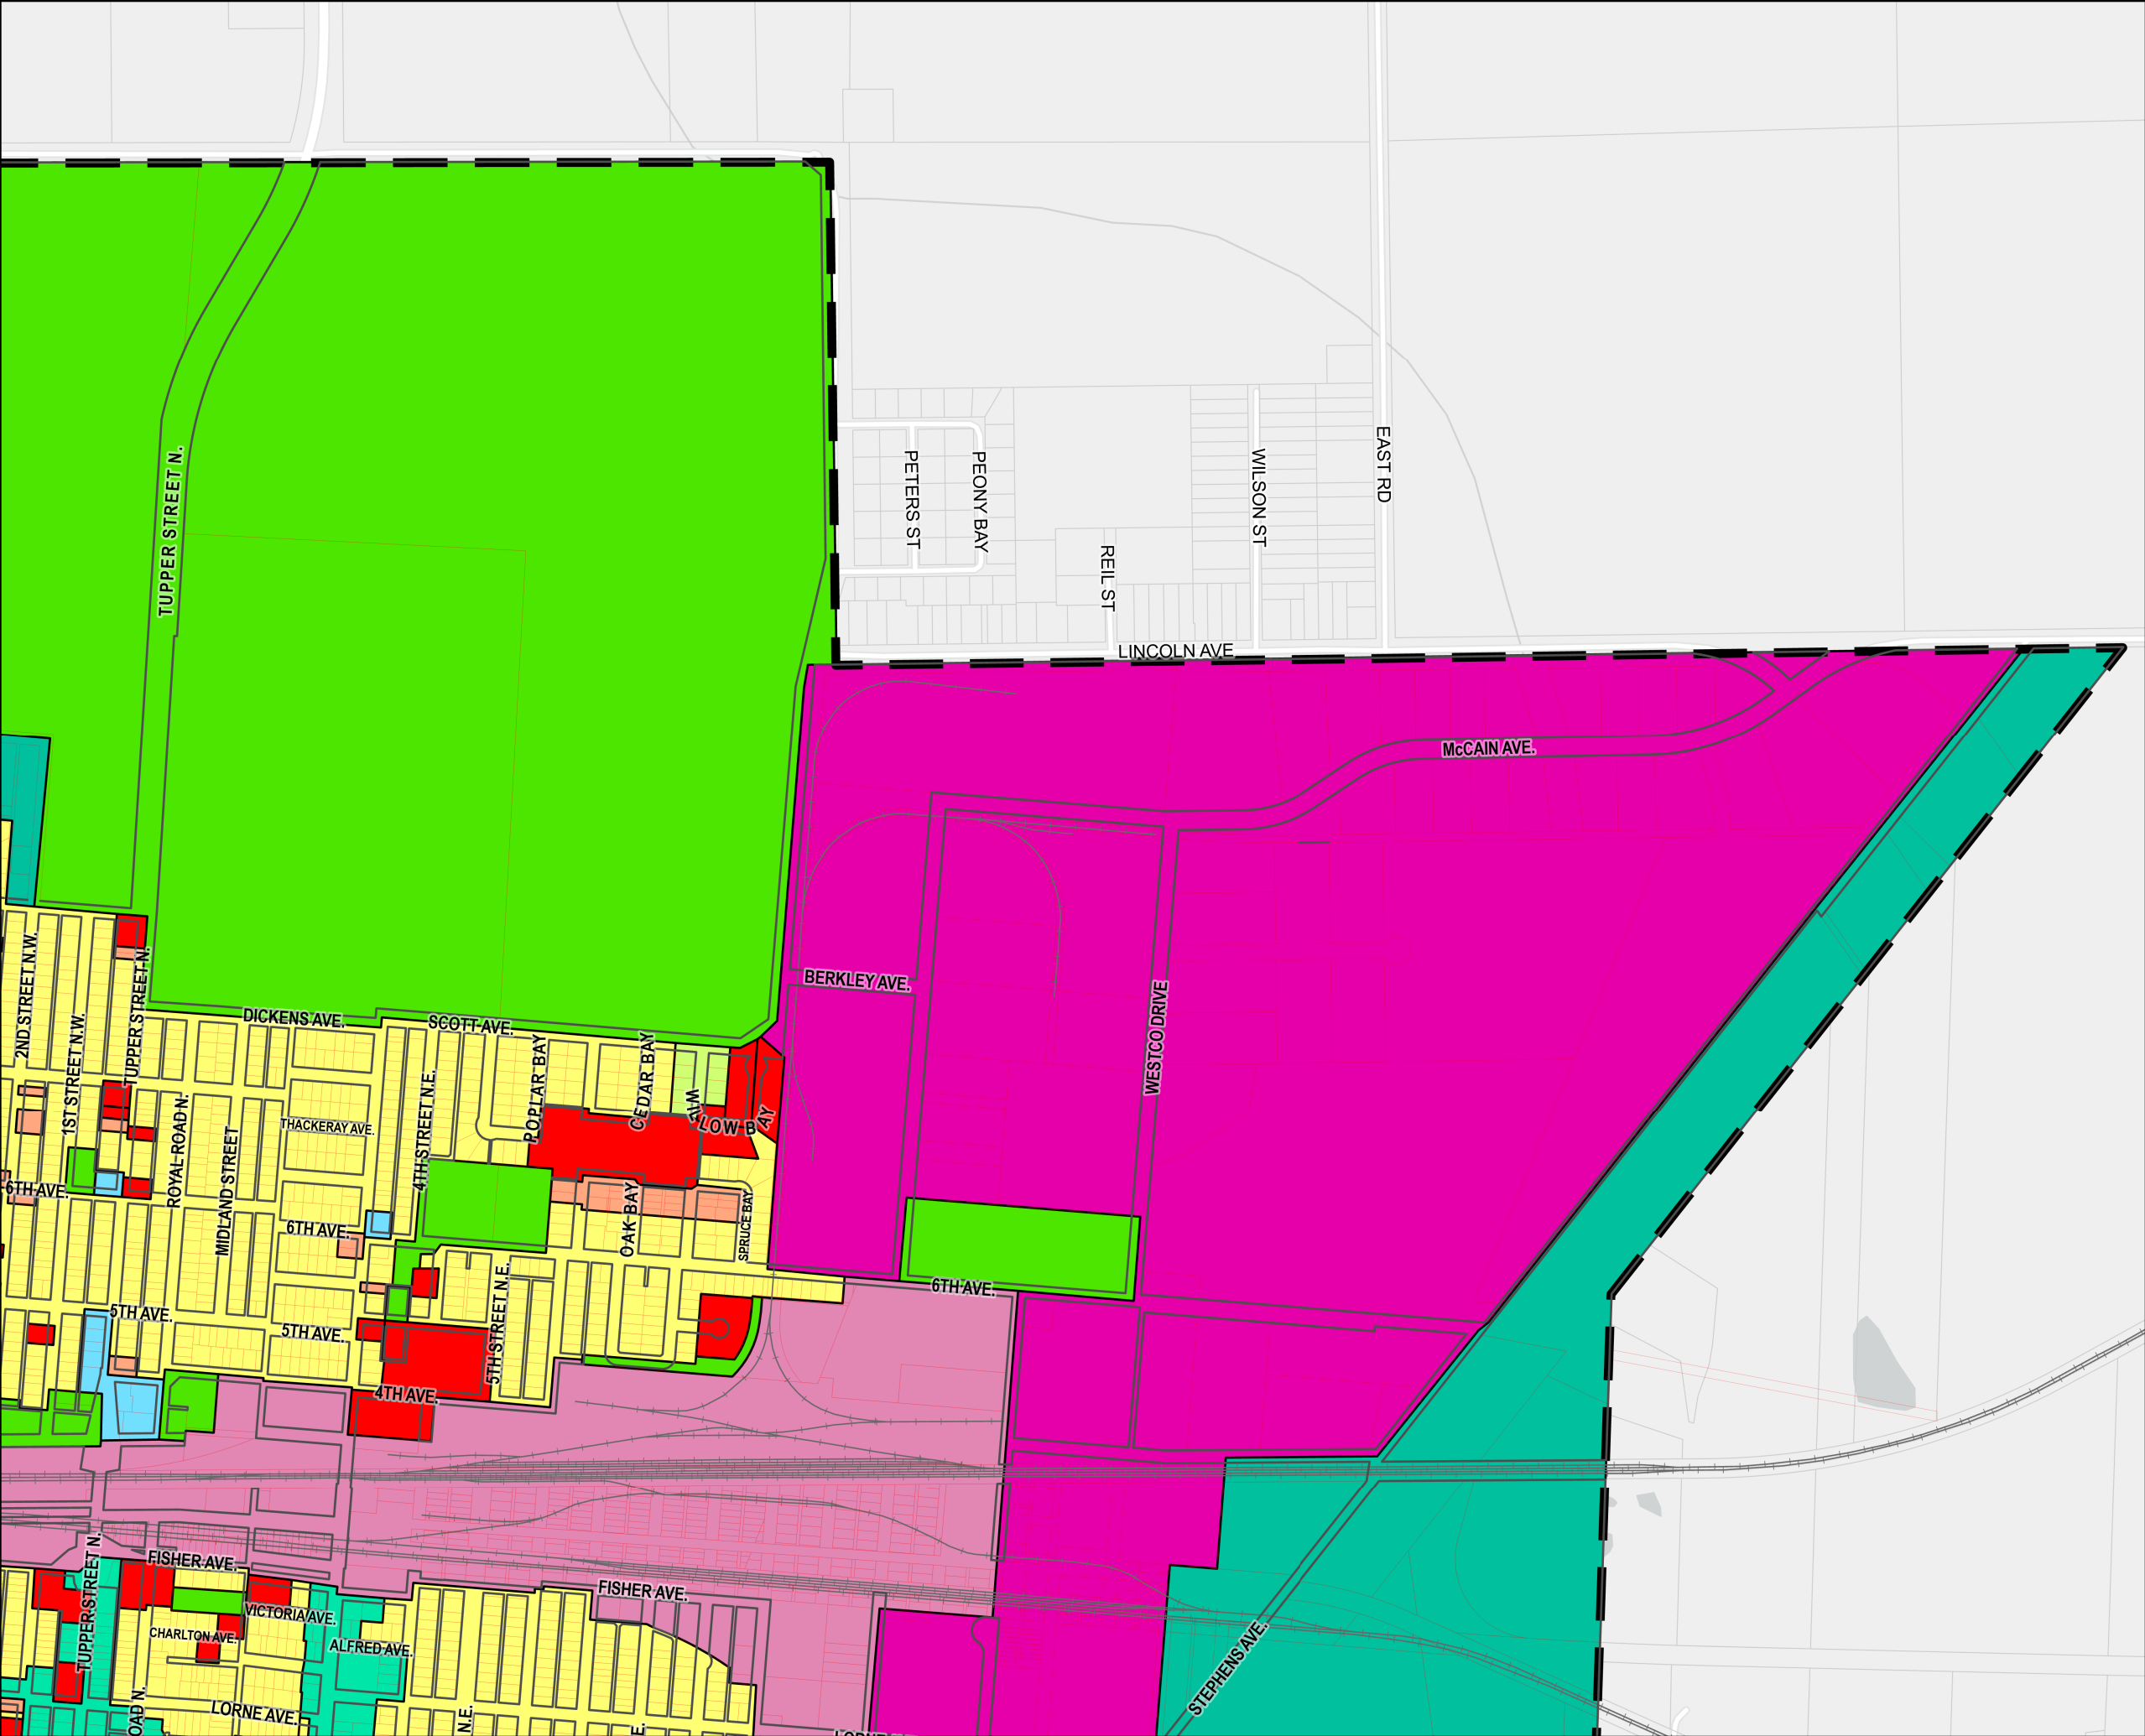 TUPPER STREET N.
PETERS ST
PEONY BAY
REIL ST
WILSON ST
EAST RD
LINCOLN AVE
McCAIN AVE.
BERKLEY AVE.
WESTCO DRIVE
DICKENS AVE.
SCOTT AVE.
2ND STREET N.W.
1ST STREET N.W.
TUPPER STREET N.
ROYAL ROAD N.
MIDLAND STREET
THACKERAY AVE.
4TH STREET N.E.
POPLAR BAY
CEDAR BAY
WILLOW BAY
6TH AVE.
6TH AVE.
OAK BAY
SPRUCE BAY
6TH AVE.
5TH AVE.
5TH AVE.
5TH STREET N.E.
4TH AVE.
FISHER AVE.
FISHER AVE.
TUPPER STREET N.
VICTORIA AVE.
CHARLTON AVE.
ALFRED AVE.
STEPHENS AVE.
LORNE AVE.
OAD N.
N.E.
E.